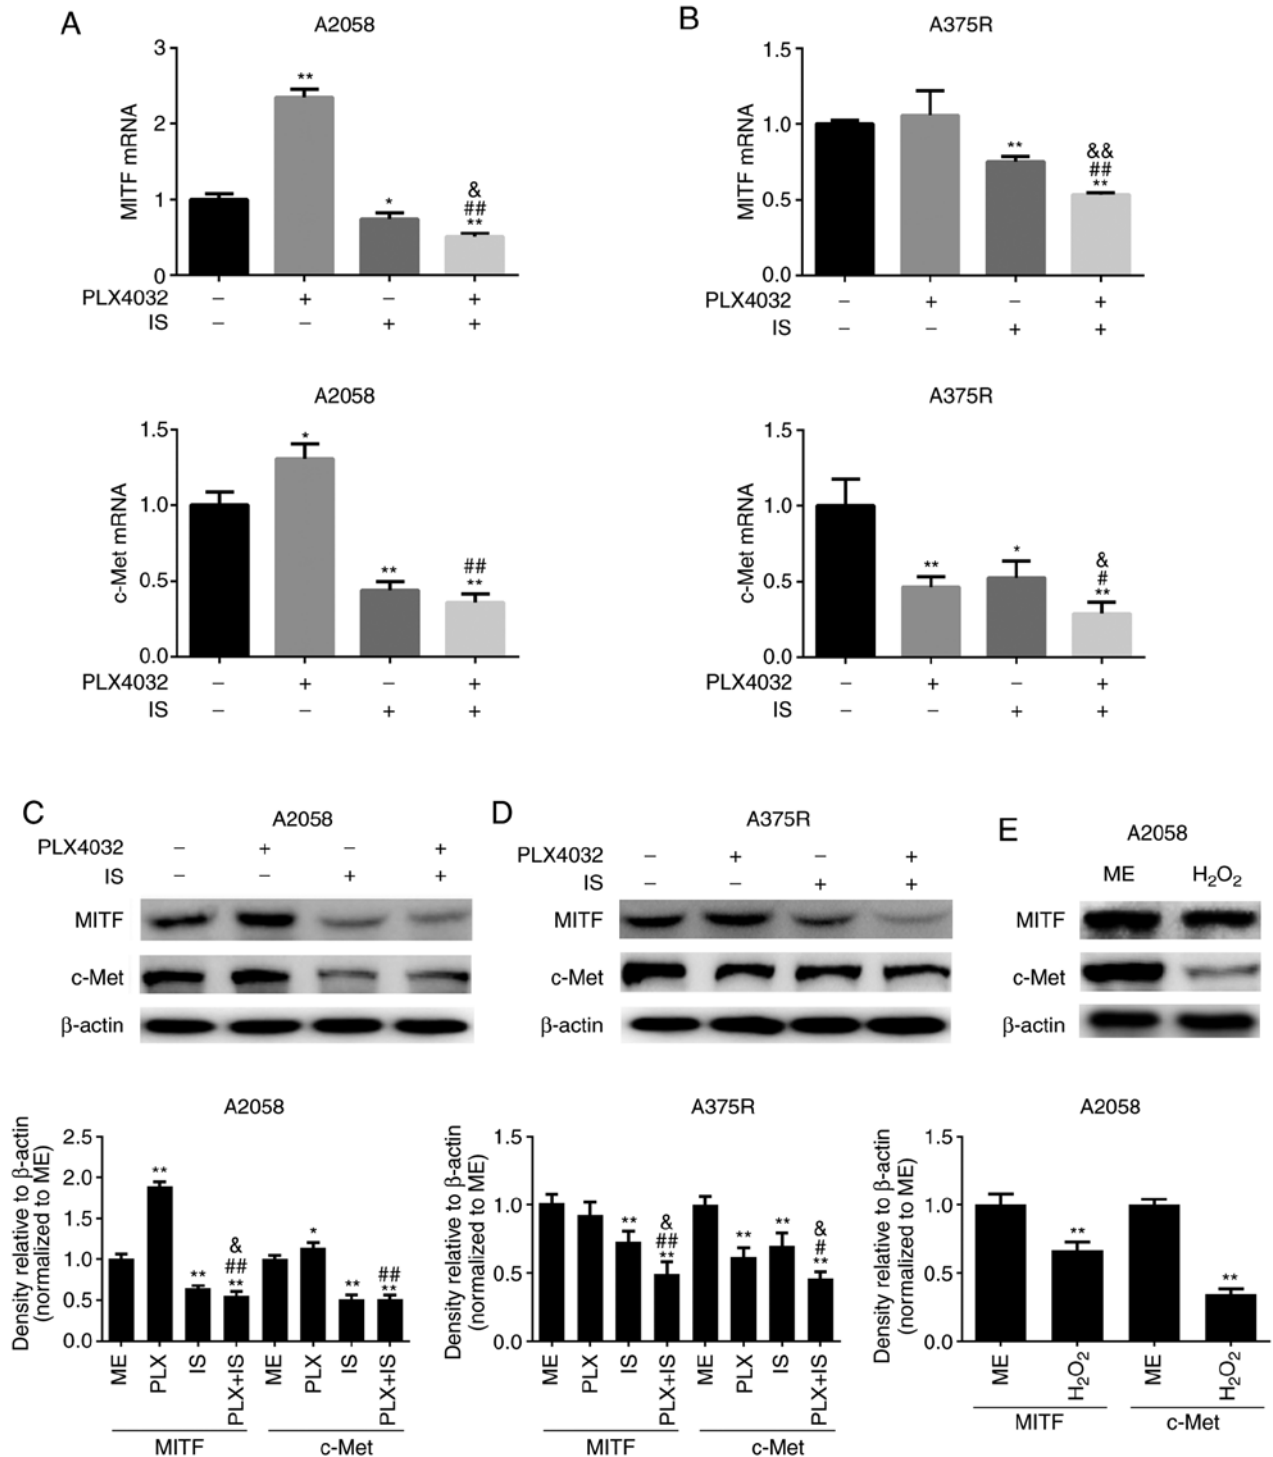 A
A2058
MITF mRNA
3
2
1
0
**
*
&
##
**
PLX4032 – + – +
IS – – + +
B
A375R
MITF mRNA
1.5
1.0
0.5
0.0
**
&&
##
**
PLX4032 – + – +
IS – – + +
A2058
c-Met mRNA
1.5
1.0
0.5
0.0
*
**
##
**
PLX4032 – + – +
IS – – + +
A375R
c-Met mRNA
1.5
1.0
0.5
0.0
**
*
&
#
**
PLX4032 – + – +
IS – – + +
C
A2058
PLX4032 – + – +
IS – – + +
MITF
c-Met
β-actin
D
A375R
PLX4032 – + – +
IS – – + +
MITF
c-Met
β-actin
E
A2058
ME H₂O₂
MITF
c-Met
β-actin
A2058
Density relative to β-actin
(normalized to ME)
2.5
2.0
1.5
1.0
0.5
0.0
**
**
&
##
**
*
**
##
**
ME PLX IS PLX+IS ME PLX IS PLX+IS
MITF c-Met
A375R
Density relative to β-actin
(normalized to ME)
1.5
1.0
0.5
0.0
**
&
##
**
**
**
&
#
**
ME PLX IS PLX+IS ME PLX IS PLX+IS
MITF c-Met
A2058
Density relative to β-actin
(normalized to ME)
1.5
1.0
0.5
0.0
**
**
ME H₂O₂ ME H₂O₂
MITF c-Met